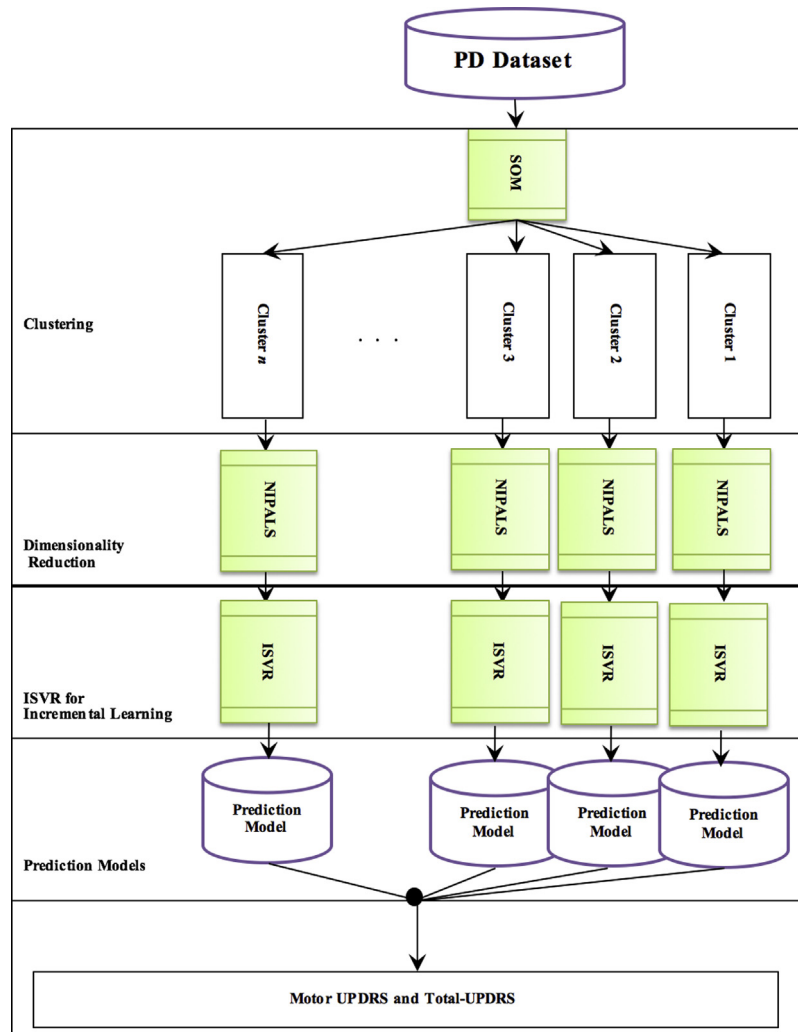 PD Dataset
SOM
Clustering
Cluster n
. . .
Cluster 3
Cluster 2
Cluster 1
Dimensionality
Reduction
NIPALS
NIPALS
NIPALS
NIPALS
ISVR for
Incremental Learning
ISVR
ISVR
ISVR
ISVR
Prediction Models
Prediction
Model
Prediction
Model
Prediction
Model
Prediction
Model
Motor UPDRS and Total-UPDRS